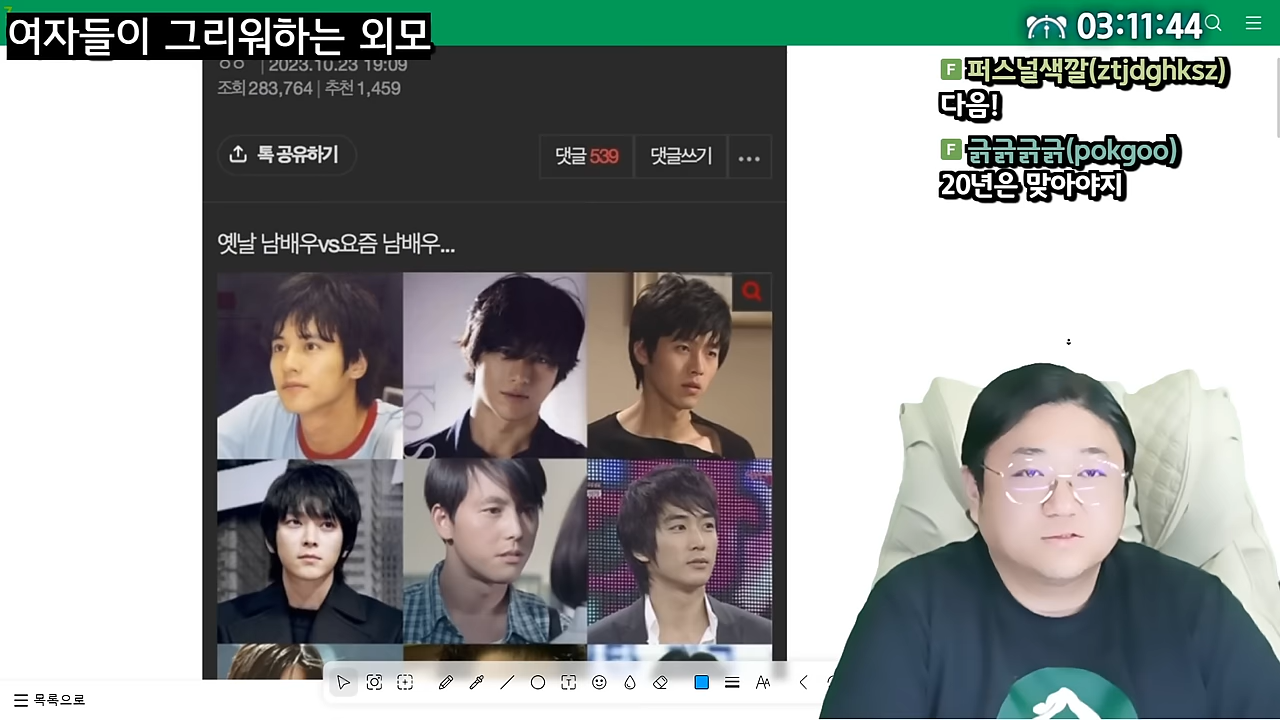 여자들이 그리워하는 외모
03:11:44
ㅇㅇ | 2023.10.23 19:09
조회 283,764 | 추천 1,459
톡 공유하기
댓글 539
댓글쓰기
옛날 남배우vs요즘 남배우...
F 퍼스널색깔(ztjdghksz)
다음!
F 긁긁긁긁(pokgoo)
20년은 맞아야지
목록으로